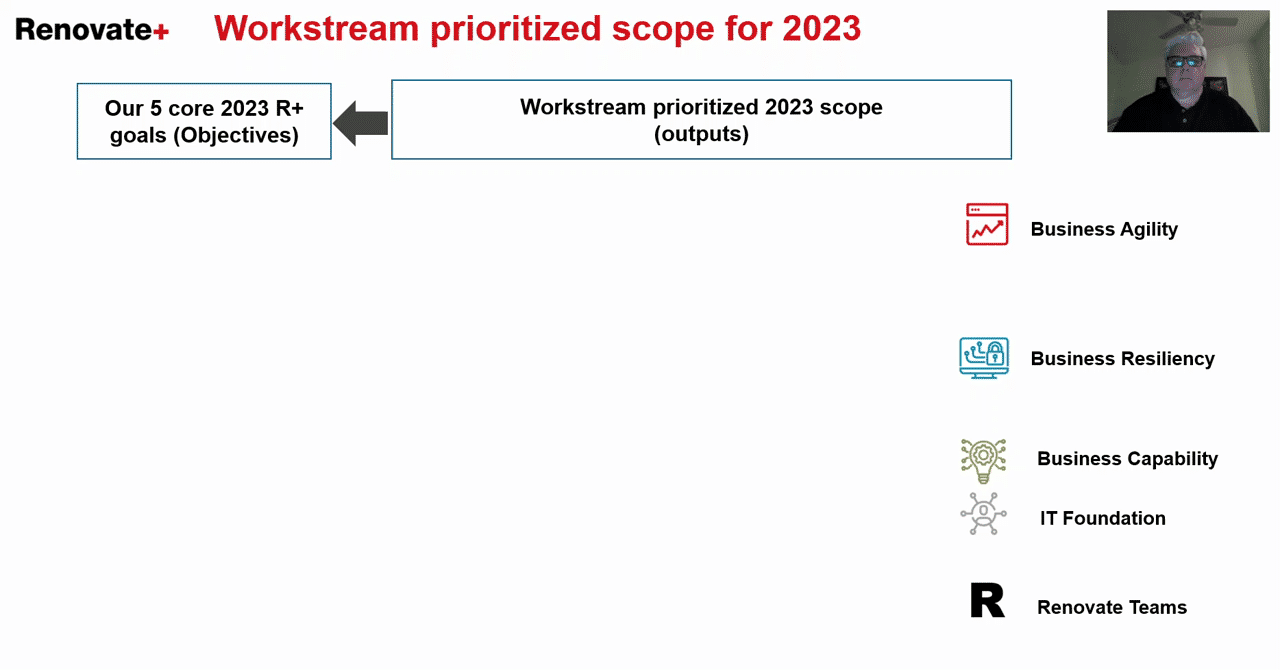 Renovate+
Workstream prioritized scope for 2023
Our 5 core 2023 R+
goals (Objectives)
Workstream prioritized 2023 scope
(outputs)
Business Agility
Business Resiliency
Business Capability
IT Foundation
R
Renovate Teams